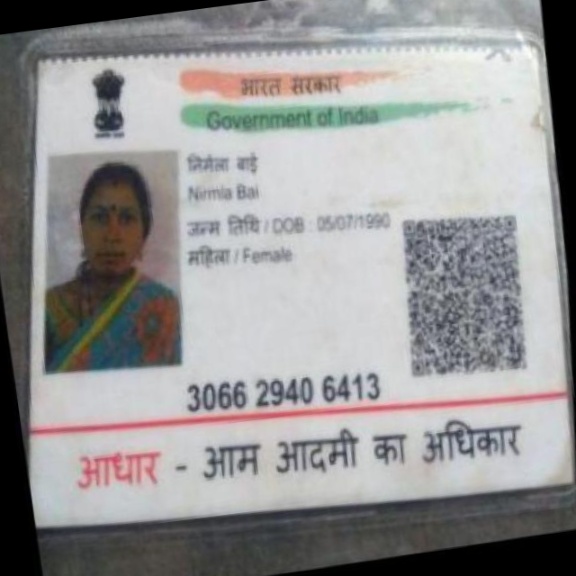 भारत सरकार
Government of India
निर्मला बाई
Nirmla Bai
जन्म तिथि / DOB : 05/07/1990
महिला / Female
3066 2940 6413
आधार - आम आदमी का अधिकार